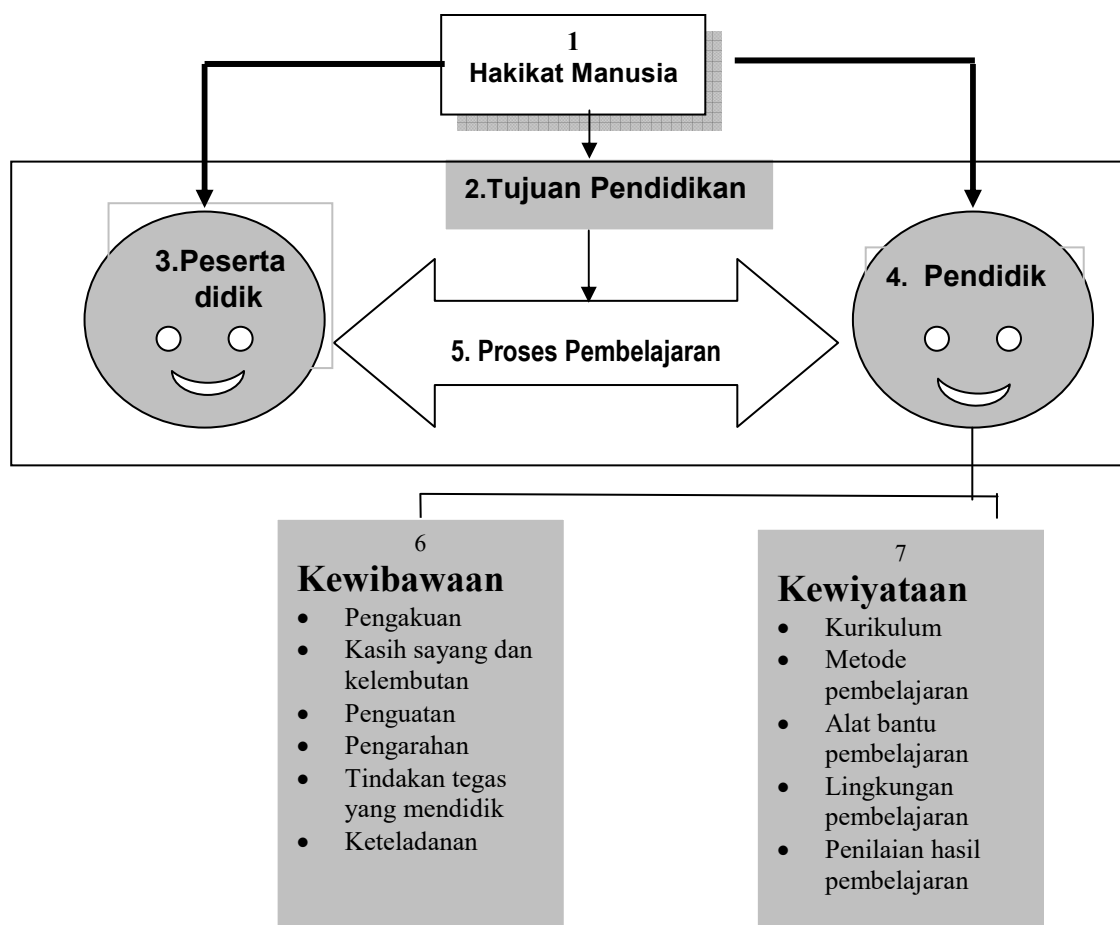 1
Hakikat Manusia
2.Tujuan Pendidikan
3.Peserta
didik
4. Pendidik
5. Proses Pembelajaran
6
Kewibawaan
• Pengakuan
• Kasih sayang dan
kelembutan
• Penguatan
• Pengarahan
• Tindakan tegas
yang mendidik
• Keteladanan
7
Kewiyataan
• Kurikulum
• Metode
pembelajaran
• Alat bantu
pembelajaran
• Lingkungan
pembelajaran
• Penilaian hasil
pembelajaran